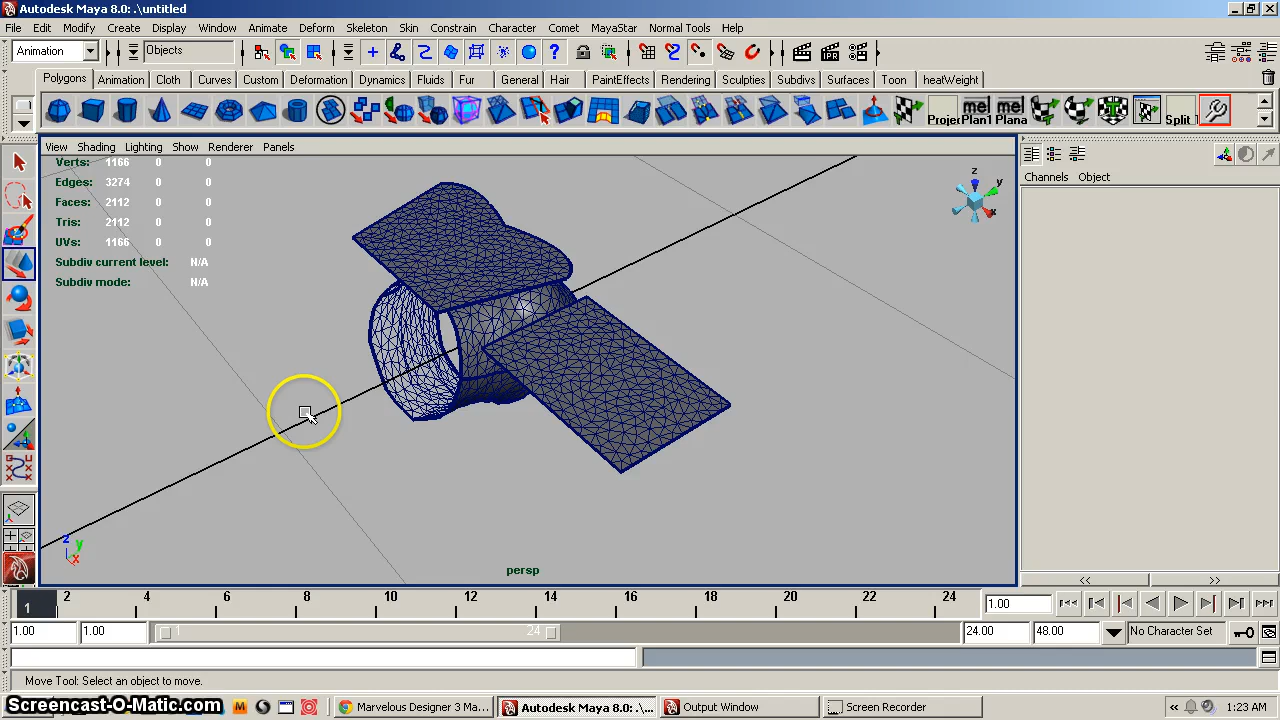 Autodesk Maya 8.0: .\untitled
File Edit Modify Create Display Window Animate Deform Skeleton Skin Constrain Character Comet MayaStar Normal Tools Help
Animation Objects
Polygons Animation Cloth Curves Custom Deformation Dynamics Fluids Fur General Hair PaintEffects Rendering Sculpties Subdivs Surfaces Toon heatWeight
mel mel
Projec Plan1 Plana Split
View Shading Lighting Show Renderer Panels
Verts: 1166 0 0
Edges: 3274 0 0
Faces: 2112 0 0
Tris: 2112 0 0
UVs: 1166 0 0
Subdiv current level: N/A
Subdiv mode: N/A
z y x
Channels Object
z y x
persp
<< >>
1 2 4 6 8 10 12 14 16 18 20 22 24
1.00
1.00 1.00 1 24 24.00 48.00 No Character Set
Move Tool: Select an object to move.
Screencast-O-Matic.com
Marvelous Designer 3 Ma... Autodesk Maya 8.0: .\... Output Window Screen Recorder « 1:23 AM